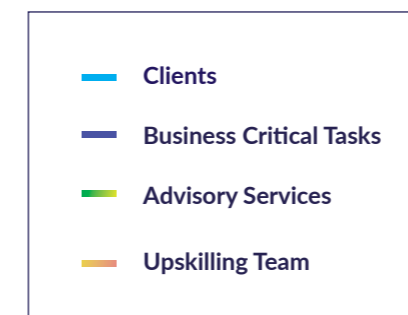 Clients
Business Critical Tasks
Advisory Services
Upskilling Team